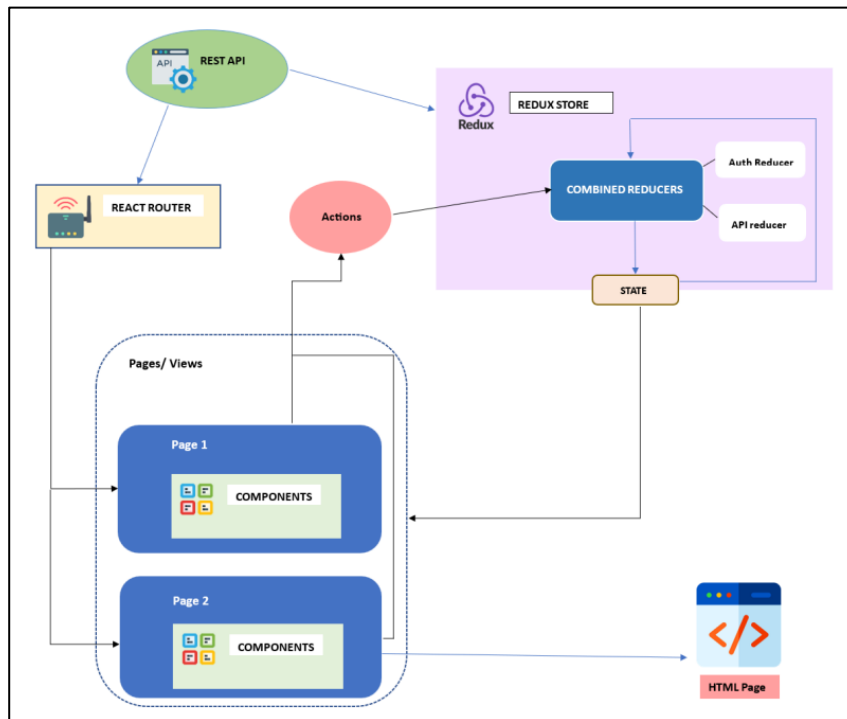 API
REST API
Redux
REDUX STORE
Auth Reducer
COMBINED REDUCERS
REACT ROUTER
Actions
API reducer
STATE
Pages/ Views
Page 1
COMPONENTS
Page 2
COMPONENTS
</>
HTML Page